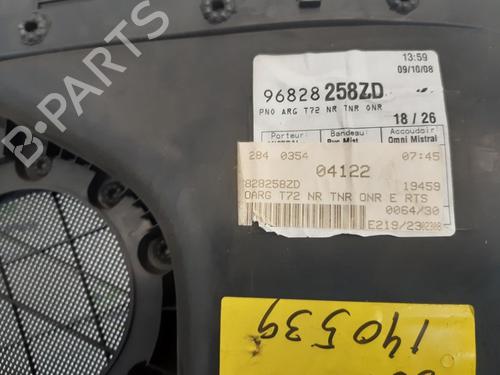 13:59
09/10/08
96828 258ZD
PNO ARG T72 NR TNR ONR
18 / 26
Porteur: Bandeau: Accoudoir:
Omni Mistral
284 0354 07:45
04122
828258ZD 19459
ARG T72 NR TNR ONR E RTS
0064/30
E219/23
140539
B-PARTS